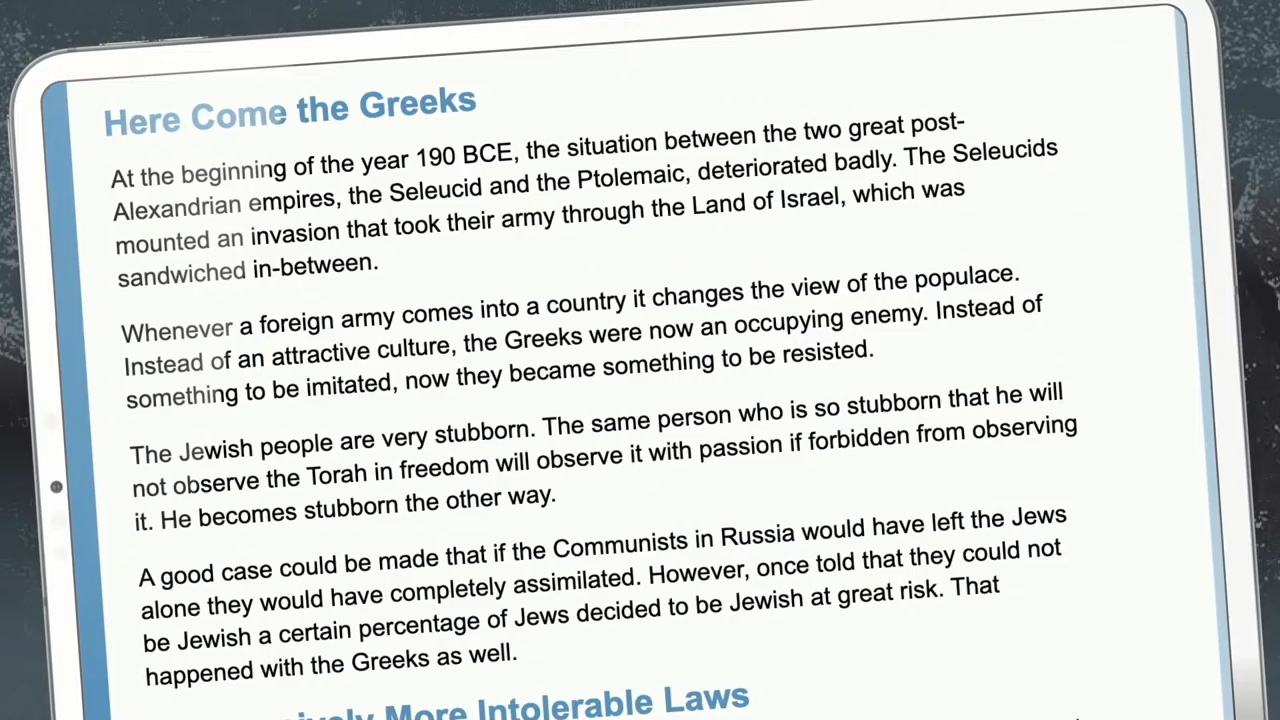 Here Come the Greeks
At the beginning of the year 190 BCE, the situation between the two great post-
Alexandrian empires, the Seleucid and the Ptolemaic, deteriorated badly. The Seleucids
mounted an invasion that took their army through the Land of Israel, which was
sandwiched in-between.
Whenever a foreign army comes into a country it changes the view of the populace.
Instead of an attractive culture, the Greeks were now an occupying enemy. Instead of
something to be imitated, now they became something to be resisted.
The Jewish people are very stubborn. The same person who is so stubborn that he will
not observe the Torah in freedom will observe it with passion if forbidden from observing
it. He becomes stubborn the other way.
A good case could be made that if the Communists in Russia would have left the Jews
alone they would have completely assimilated. However, once told that they could not
be Jewish a certain percentage of Jews decided to be Jewish at great risk. That
happened with the Greeks as well.
More Intolerable Laws